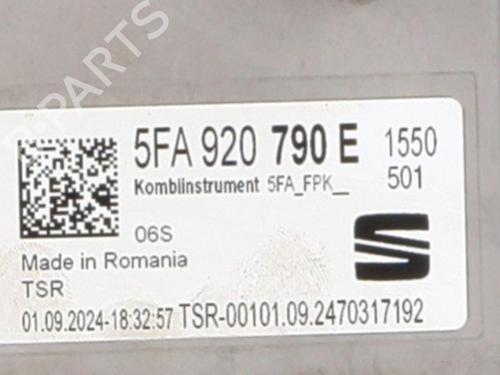 5FA 920 790 E 1550
Kombiinstrument 5FA_FPK__ 501
06S
Made in Romania
TSR
01.09.2024-18:32:57 TSR-00101.09.2470317192